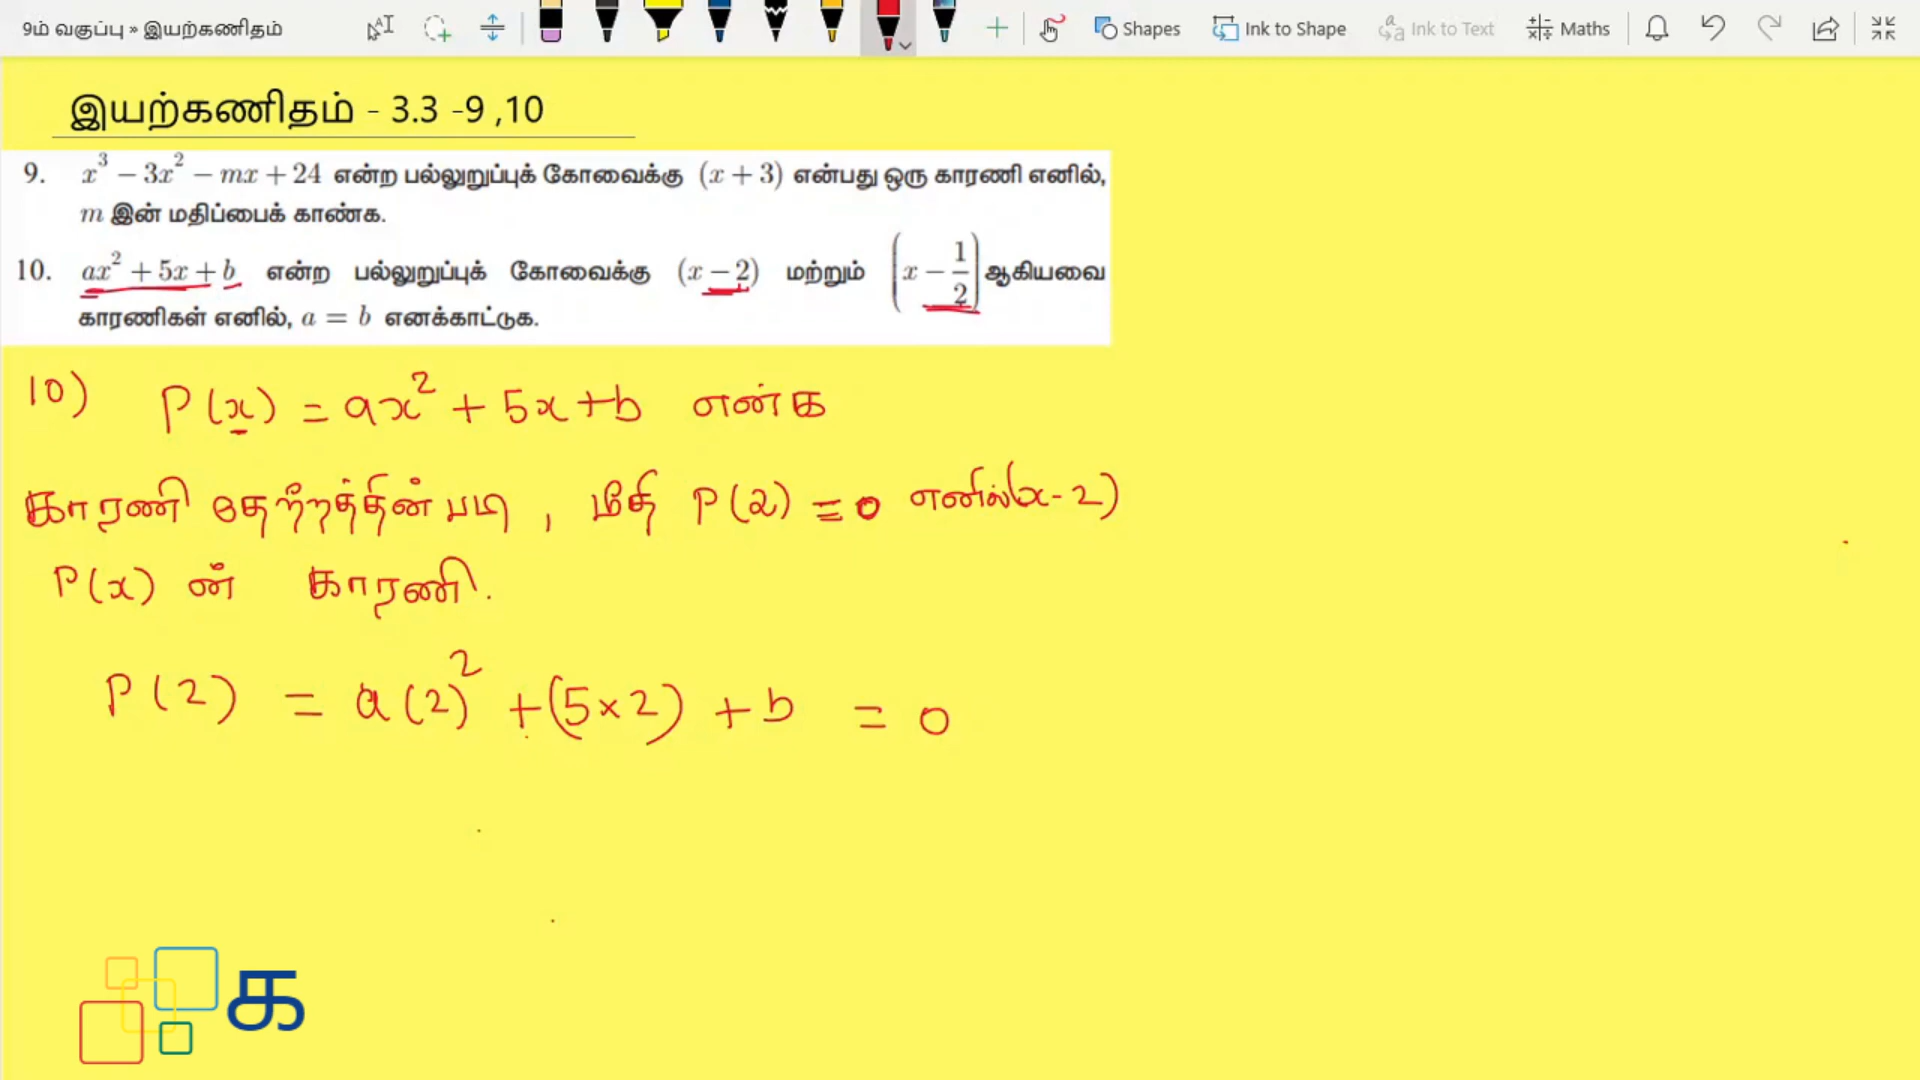 9ம் வகுப்பு » இயற்கணிதம் Shapes Ink to Shape Ink to Text Maths
இயற்கணிதம் - 3.3 -9 ,10
9. x³ − 3x² − mx + 24 என்ற பல்லுறுப்புக் கோவைக்கு (x + 3) என்பது ஒரு காரணி எனில்,
m இன் மதிப்பைக் காண்க.
10. ax² + 5x + b என்ற பல்லுறுப்புக் கோவைக்கு (x − 2) மற்றும் (x − 1/2) ஆகியவை
காரணிகள் எனில், a = b எனக்காட்டுக.
10) P(x) = ax² + 5x + b என்க
காரணி தேற்றத்தின் படி, மீதி P(2) = 0 எனில் (x - 2)
P(x) ன் காரணி.
P(2) = a(2)² + (5 × 2) + b = 0
க